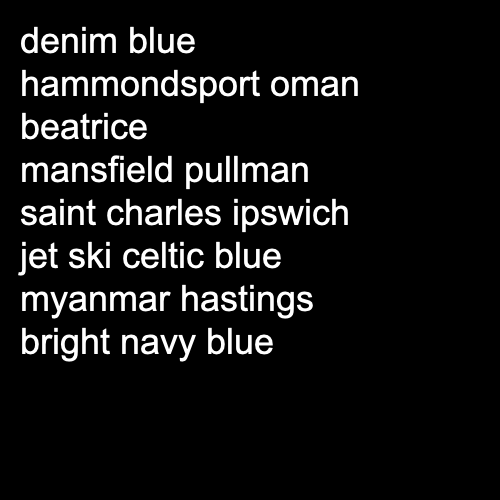 denim blue
hammondsport oman
beatrice
mansfield pullman
saint charles ipswich
jet ski celtic blue
myanmar hastings
bright navy blue